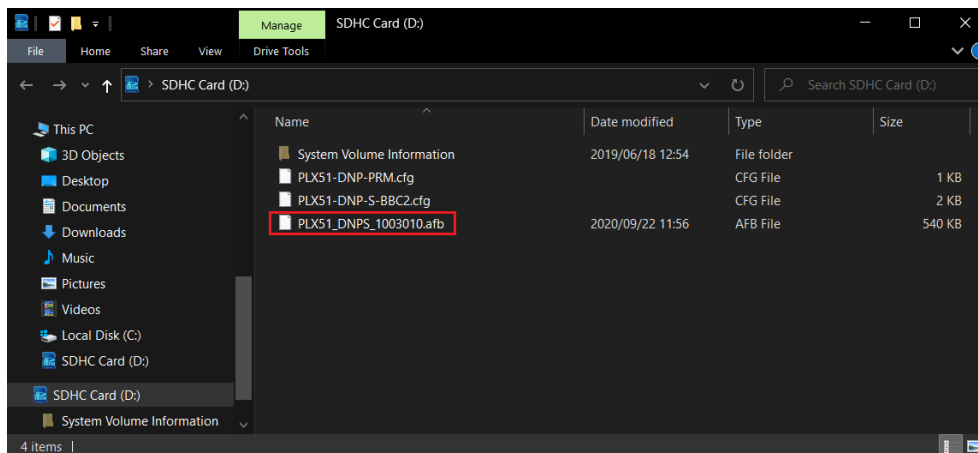 Manage SDHC Card (D:)
File Home Share View Drive Tools
SDHC Card (D:) Search SDHC Card (D:)
This PC
3D Objects
Desktop
Documents
Downloads
Music
Pictures
Videos
Local Disk (C:)
SDHC Card (D:)
SDHC Card (D:)
System Volume Information
Name Date modified Type Size
System Volume Information 2019/06/18 12:54 File folder
PLX51-DNP-PRM.cfg CFG File 1 KB
PLX51-DNP-S-BBC2.cfg CFG File 2 KB
PLX51_DNPS_1003010.afb 2020/09/22 11:56 AFB File 540 KB
4 items